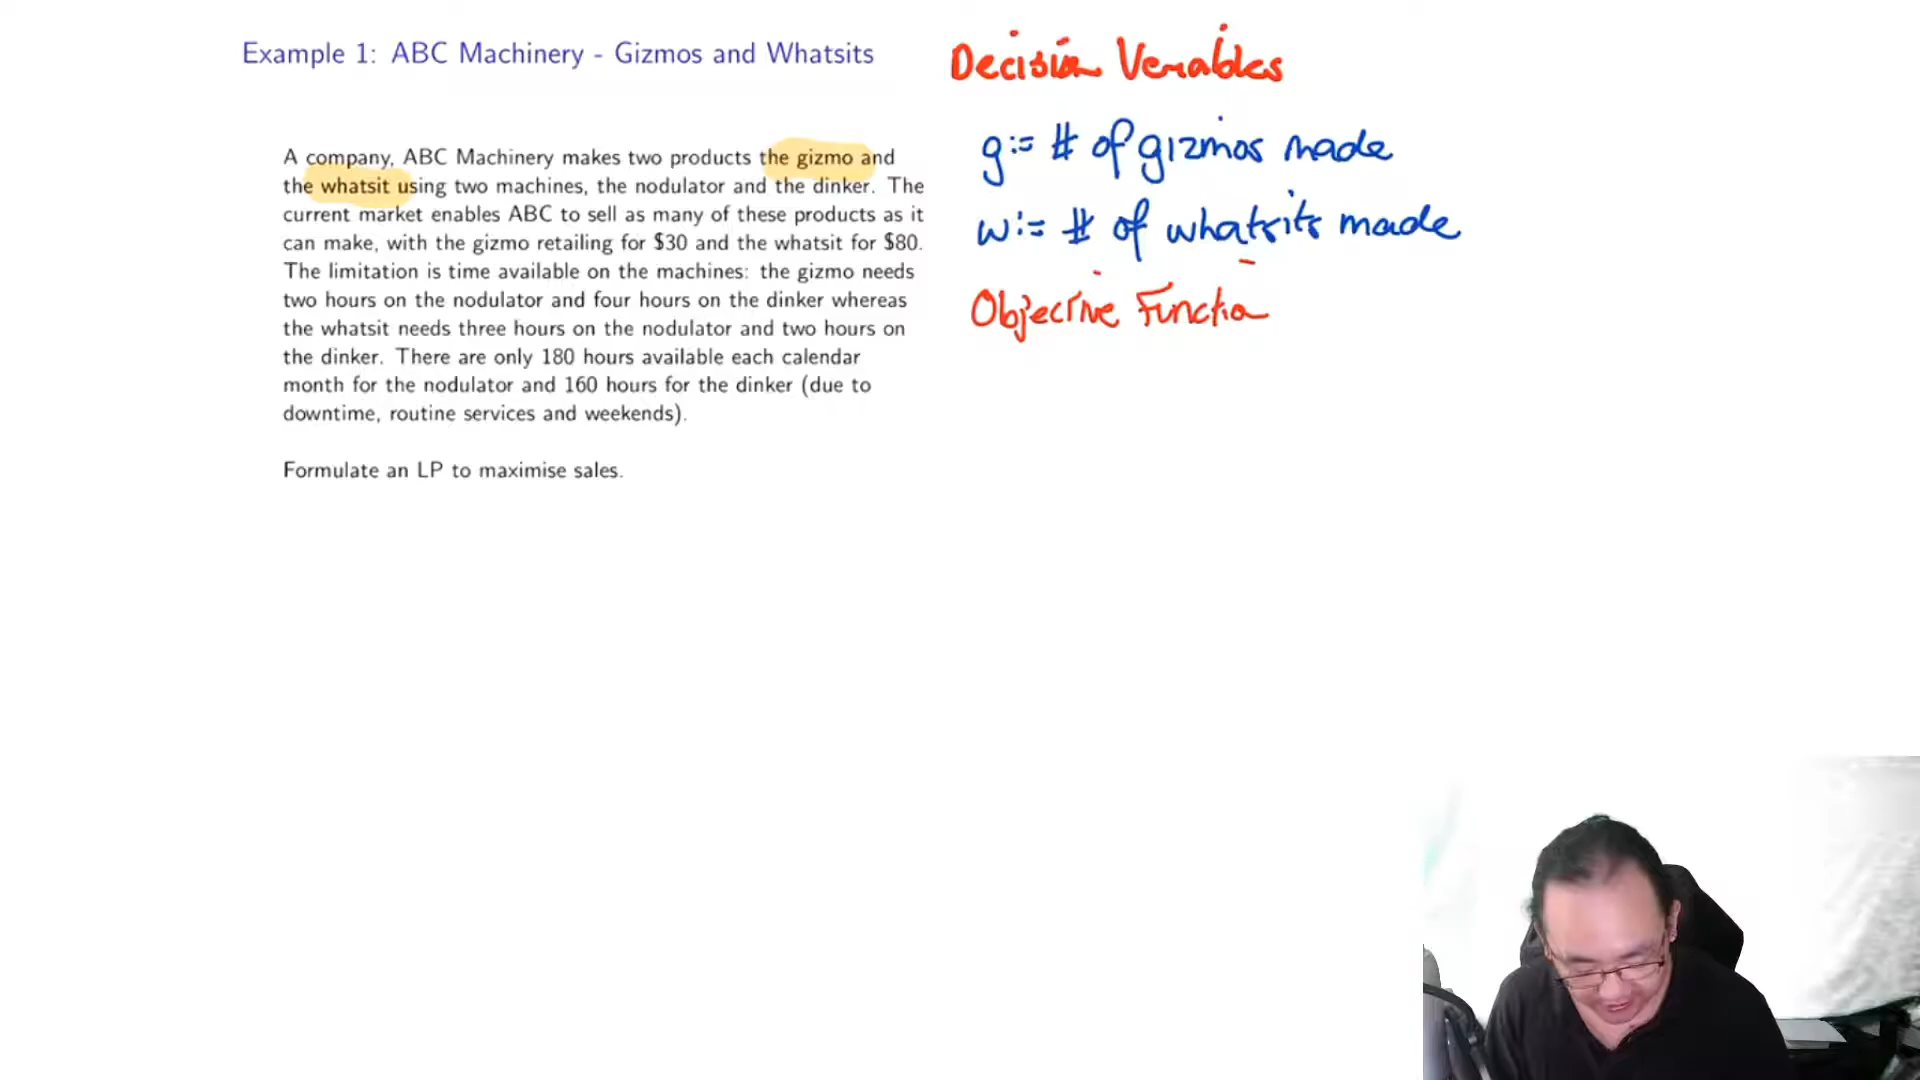 Example 1: ABC Machinery - Gizmos and Whatsits
A company, ABC Machinery makes two products the gizmo and
the whatsit using two machines, the nodulator and the dinker. The
current market enables ABC to sell as many of these products as it
can make, with the gizmo retailing for $30 and the whatsit for $80.
The limitation is time available on the machines: the gizmo needs
two hours on the nodulator and four hours on the dinker whereas
the whatsit needs three hours on the nodulator and two hours on
the dinker. There are only 180 hours available each calendar
month for the nodulator and 160 hours for the dinker (due to
downtime, routine services and weekends).
Formulate an LP to maximise sales.
Decision Variables
g:= # of gizmos made
w:= # of whatsits made
Objective Functio